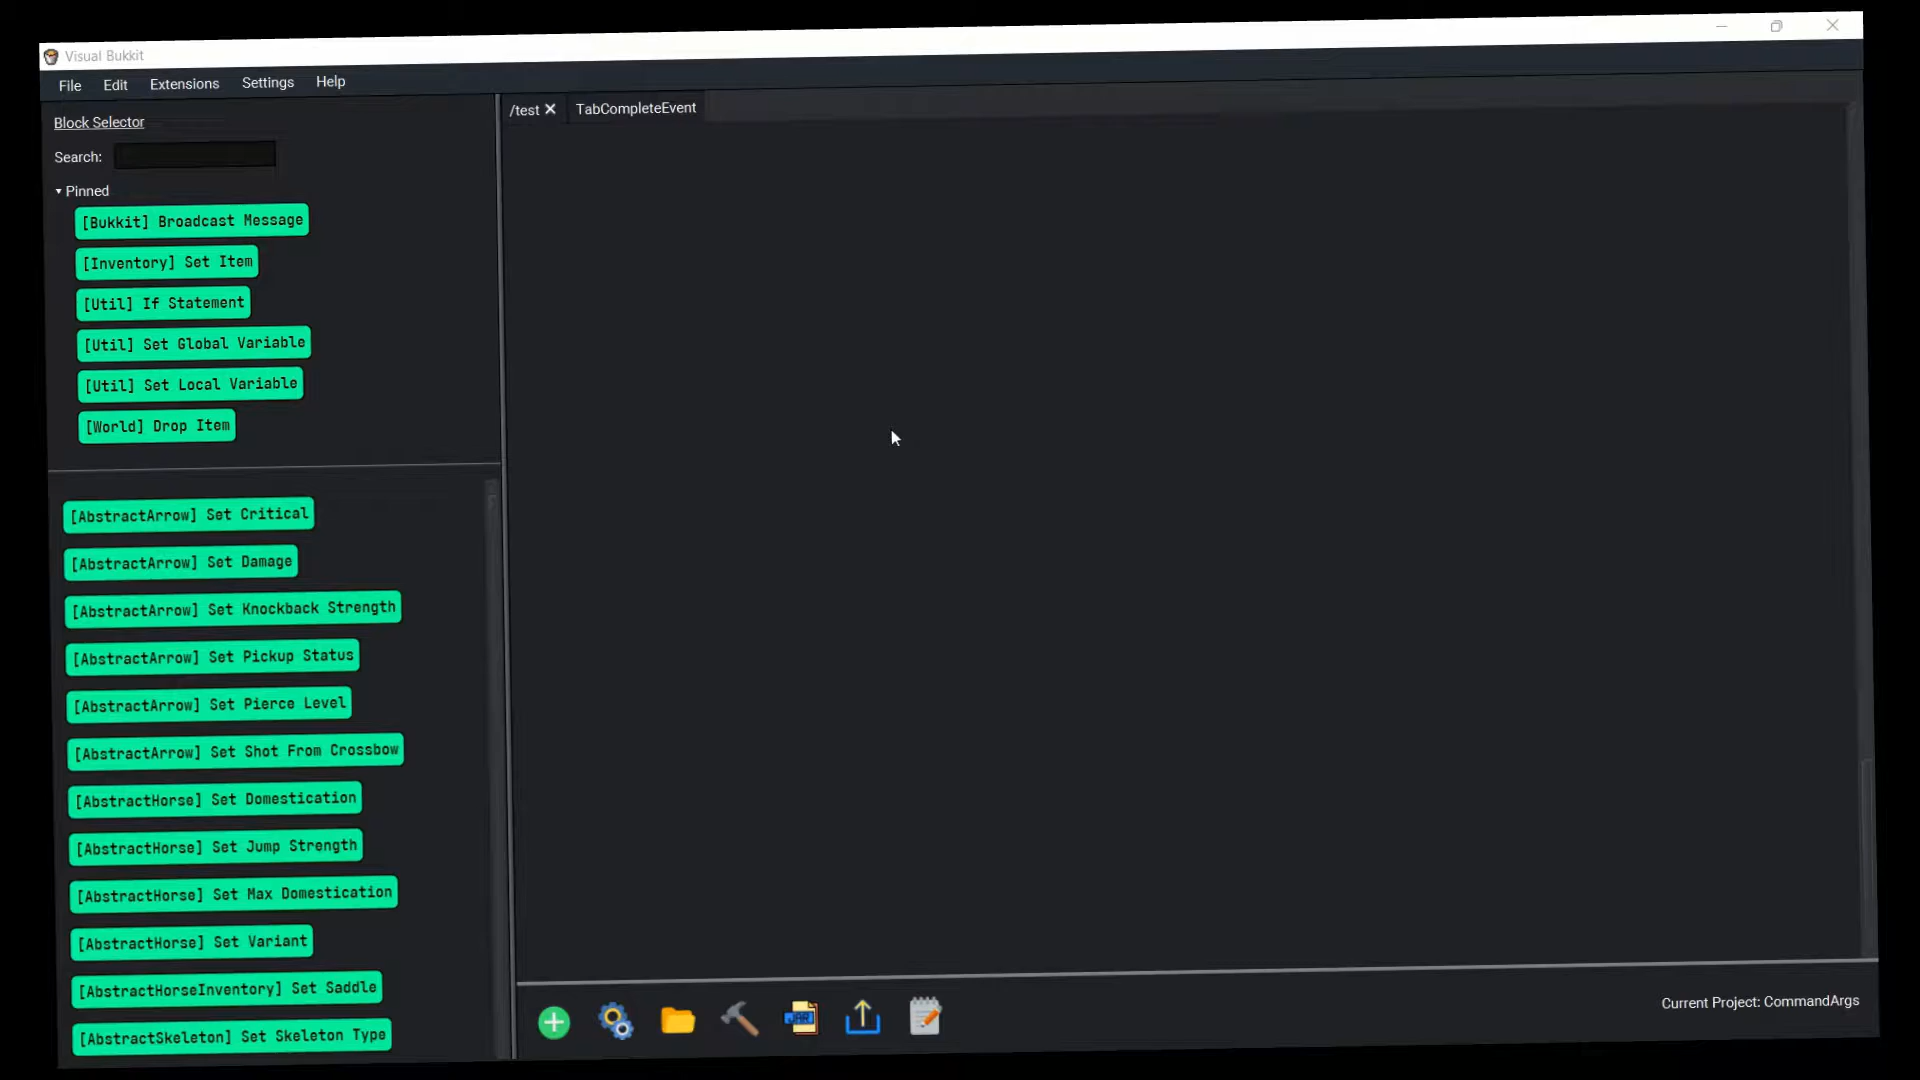 Visual Bukkit
File Edit Extensions Settings Help
Block Selector
Search:
Pinned
[Bukkit] Broadcast Message
[Inventory] Set Item
[Util] If Statement
[Util] Set Global Variable
[Util] Set Local Variable
[World] Drop Item
[AbstractArrow] Set Critical
[AbstractArrow] Set Damage
[AbstractArrow] Set Knockback Strength
[AbstractArrow] Set Pickup Status
[AbstractArrow] Set Pierce Level
[AbstractArrow] Set Shot From Crossbow
[AbstractHorse] Set Domestication
[AbstractHorse] Set Jump Strength
[AbstractHorse] Set Max Domestication
[AbstractHorse] Set Variant
[AbstractHorseInventory] Set Saddle
[AbstractSkeleton] Set Skeleton Type
/test TabCompleteEvent
JAR
Current Project: CommandArgs